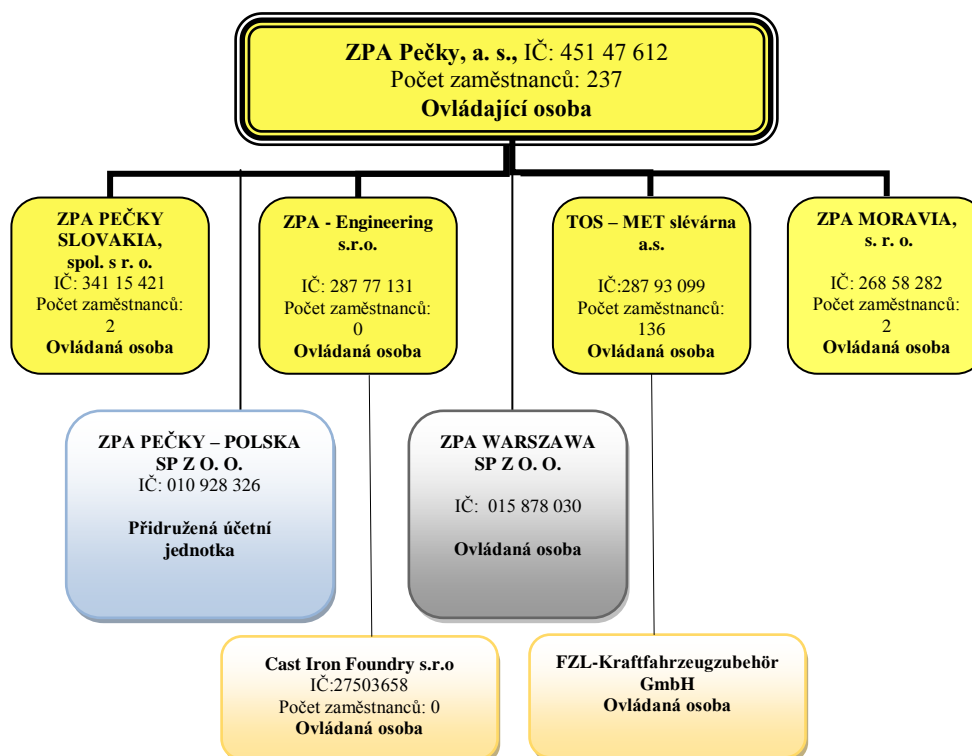 ZPA Pečky, a. s., IČ: 451 47 612
Počet zaměstnanců: 237
Ovládající osoba
ZPA PEČKY
SLOVAKIA,
spol. s r. o.
IČ: 341 15 421
Počet zaměstnanců:
2
Ovládaná osoba
ZPA - Engineering
s.r.o.
IČ: 287 77 131
Počet zaměstnanců:
0
Ovládaná osoba
TOS – MET slévárna
a.s.
IČ:287 93 099
Počet zaměstnanců:
136
Ovládaná osoba
ZPA MORAVIA,
s. r. o.
IČ: 268 58 282
Počet zaměstnanců:
2
Ovládaná osoba
ZPA PEČKY – POLSKA
SP Z O. O.
IČ: 010 928 326
Přidružená účetní
jednotka
ZPA WARSZAWA
SP Z O. O.
IČ: 015 878 030
Ovládaná osoba
Cast Iron Foundry s.r.o
IČ:27503658
Počet zaměstnanců: 0
Ovládaná osoba
FZL-Kraftfahrzeugzubehör
GmbH
Ovládaná osoba